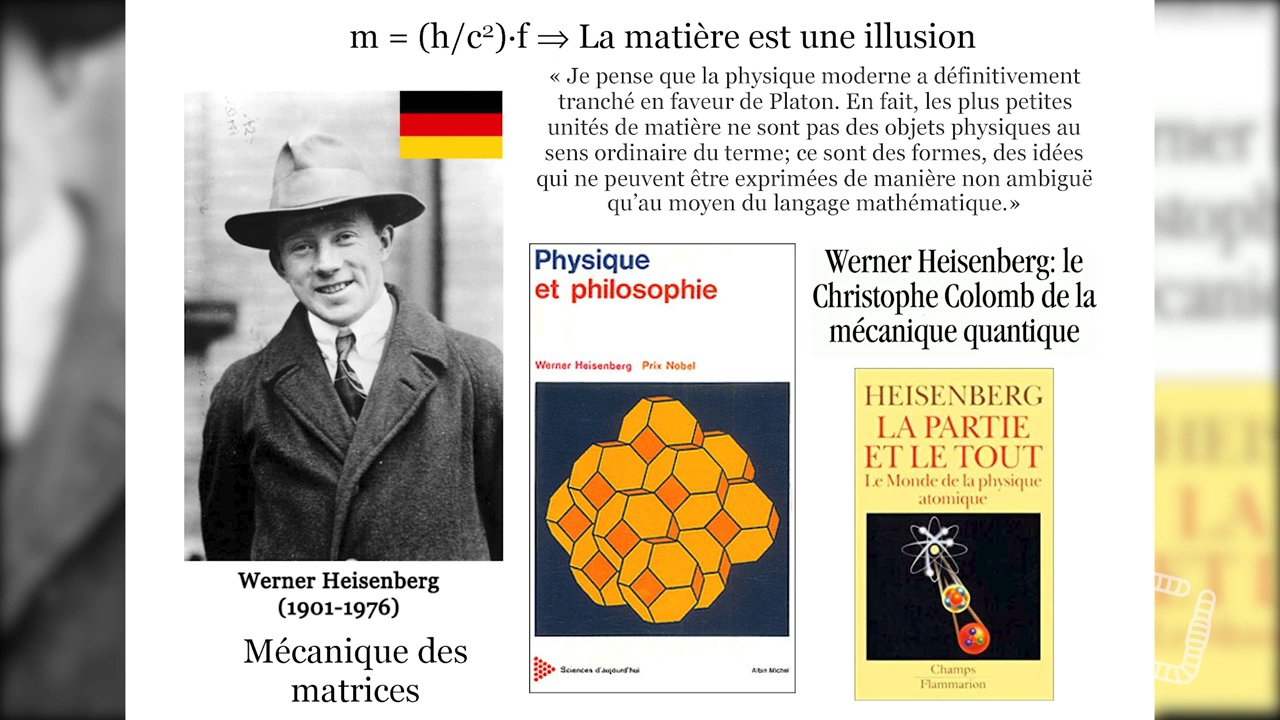 m = (h/c²)·f ⇒ La matière est une illusion
« Je pense que la physique moderne a définitivement
tranché en faveur de Platon. En fait, les plus petites
unités de matière ne sont pas des objets physiques au
sens ordinaire du terme; ce sont des formes, des idées
qui ne peuvent être exprimées de manière non ambiguë
qu'au moyen du langage mathématique.»
Werner Heisenberg
(1901-1976)
Mécanique des
matrices
Physique
et philosophie
Werner Heisenberg Prix Nobel
Sciences d'aujourd'hui
Albin Michel
Werner Heisenberg: le
Christophe Colomb de la
mécanique quantique
HEISENBERG
LA PARTIE
ET LE TOUT
Le Monde de la physique
atomique
Champs
Flammarion